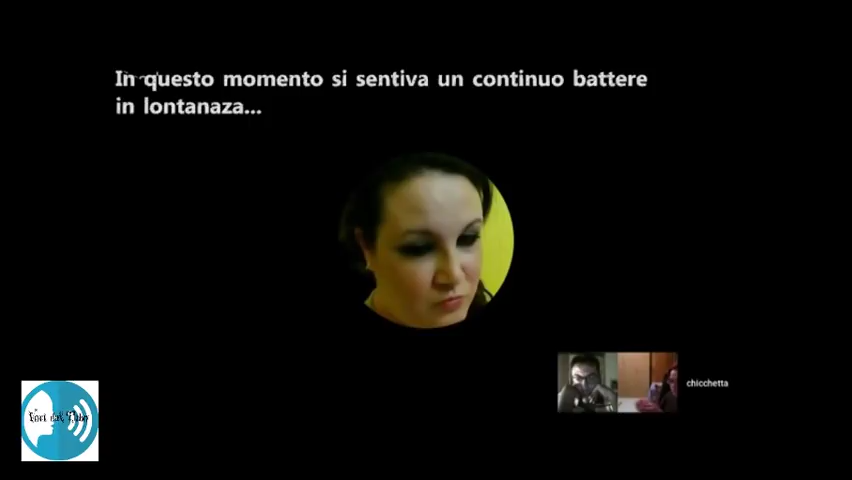 In questo momento si sentiva un continuo battere
in lontanaza...
chicchetta